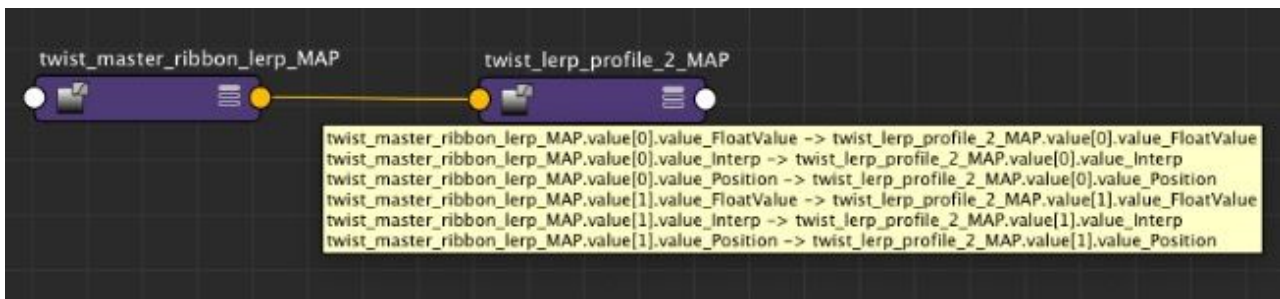 twist_master_ribbon_lerp_MAP
twist_lerp_profile_2_MAP
twist_master_ribbon_lerp_MAP.value[0].value_FloatValue -> twist_lerp_profile_2_MAP.value[0].value_FloatValue
twist_master_ribbon_lerp_MAP.value[0].value_Interp -> twist_lerp_profile_2_MAP.value[0].value_Interp
twist_master_ribbon_lerp_MAP.value[0].value_Position -> twist_lerp_profile_2_MAP.value[0].value_Position
twist_master_ribbon_lerp_MAP.value[1].value_FloatValue -> twist_lerp_profile_2_MAP.value[1].value_FloatValue
twist_master_ribbon_lerp_MAP.value[1].value_Interp -> twist_lerp_profile_2_MAP.value[1].value_Interp
twist_master_ribbon_lerp_MAP.value[1].value_Position -> twist_lerp_profile_2_MAP.value[1].value_Position